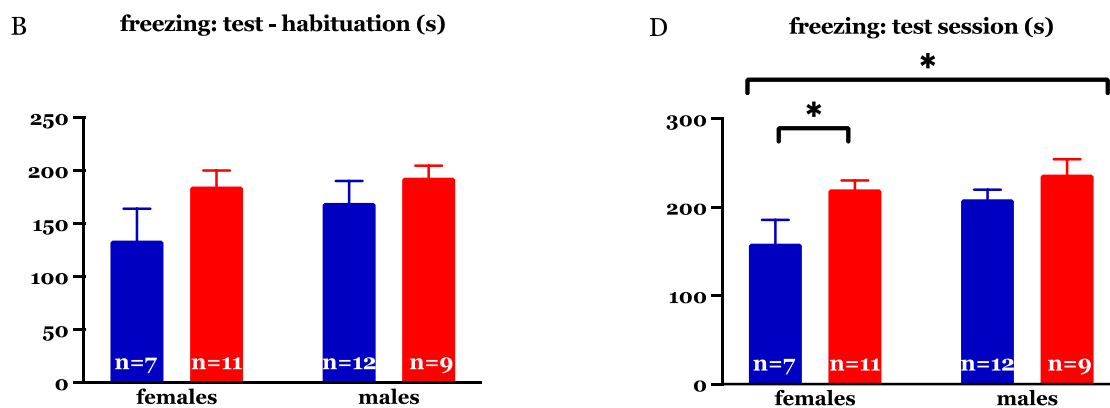 B
freezing: test - habituation (s)
250
200
150
100
50
0
n=7
n=11
n=12
n=9
females
males
D
freezing: test session (s)
*
*
300
200
100
0
n=7
n=11
n=12
n=9
females
males